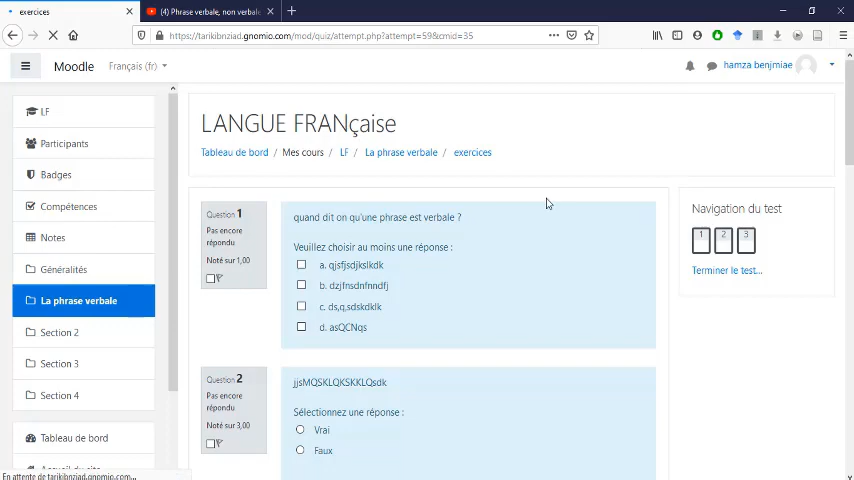 exercices
(4) Phrase verbale, non verbale
https://tarikibnziad.gnomio.com/mod/quiz/attempt.php?attempt=59&cmid=35
Moodle
Français (fr)
hamza benjmiae
LF
Participants
Badges
Compétences
Notes
Généralités
La phrase verbale
Section 2
Section 3
Section 4
Tableau de bord
Accueil du site
En attente de tarikibnziad.gnomio.com...
LANGUE FRANçaise
Tableau de bord / Mes cours / LF / La phrase verbale / exercices
Question 1
Pas encore
répondu
Noté sur 1,00
quand dit on qu'une phrase est verbale ?
Veuillez choisir au moins une réponse :
a. qjsfjsdjkslkdk
b. dzjfnsdnfnndfj
c. ds,q,sdskdklk
d. asQCNqs
Question 2
Pas encore
répondu
Noté sur 3,00
jjsMQSKLQKSKKLQsdk
Sélectionnez une réponse :
Vrai
Faux
Navigation du test
1 2 3
Terminer le test...